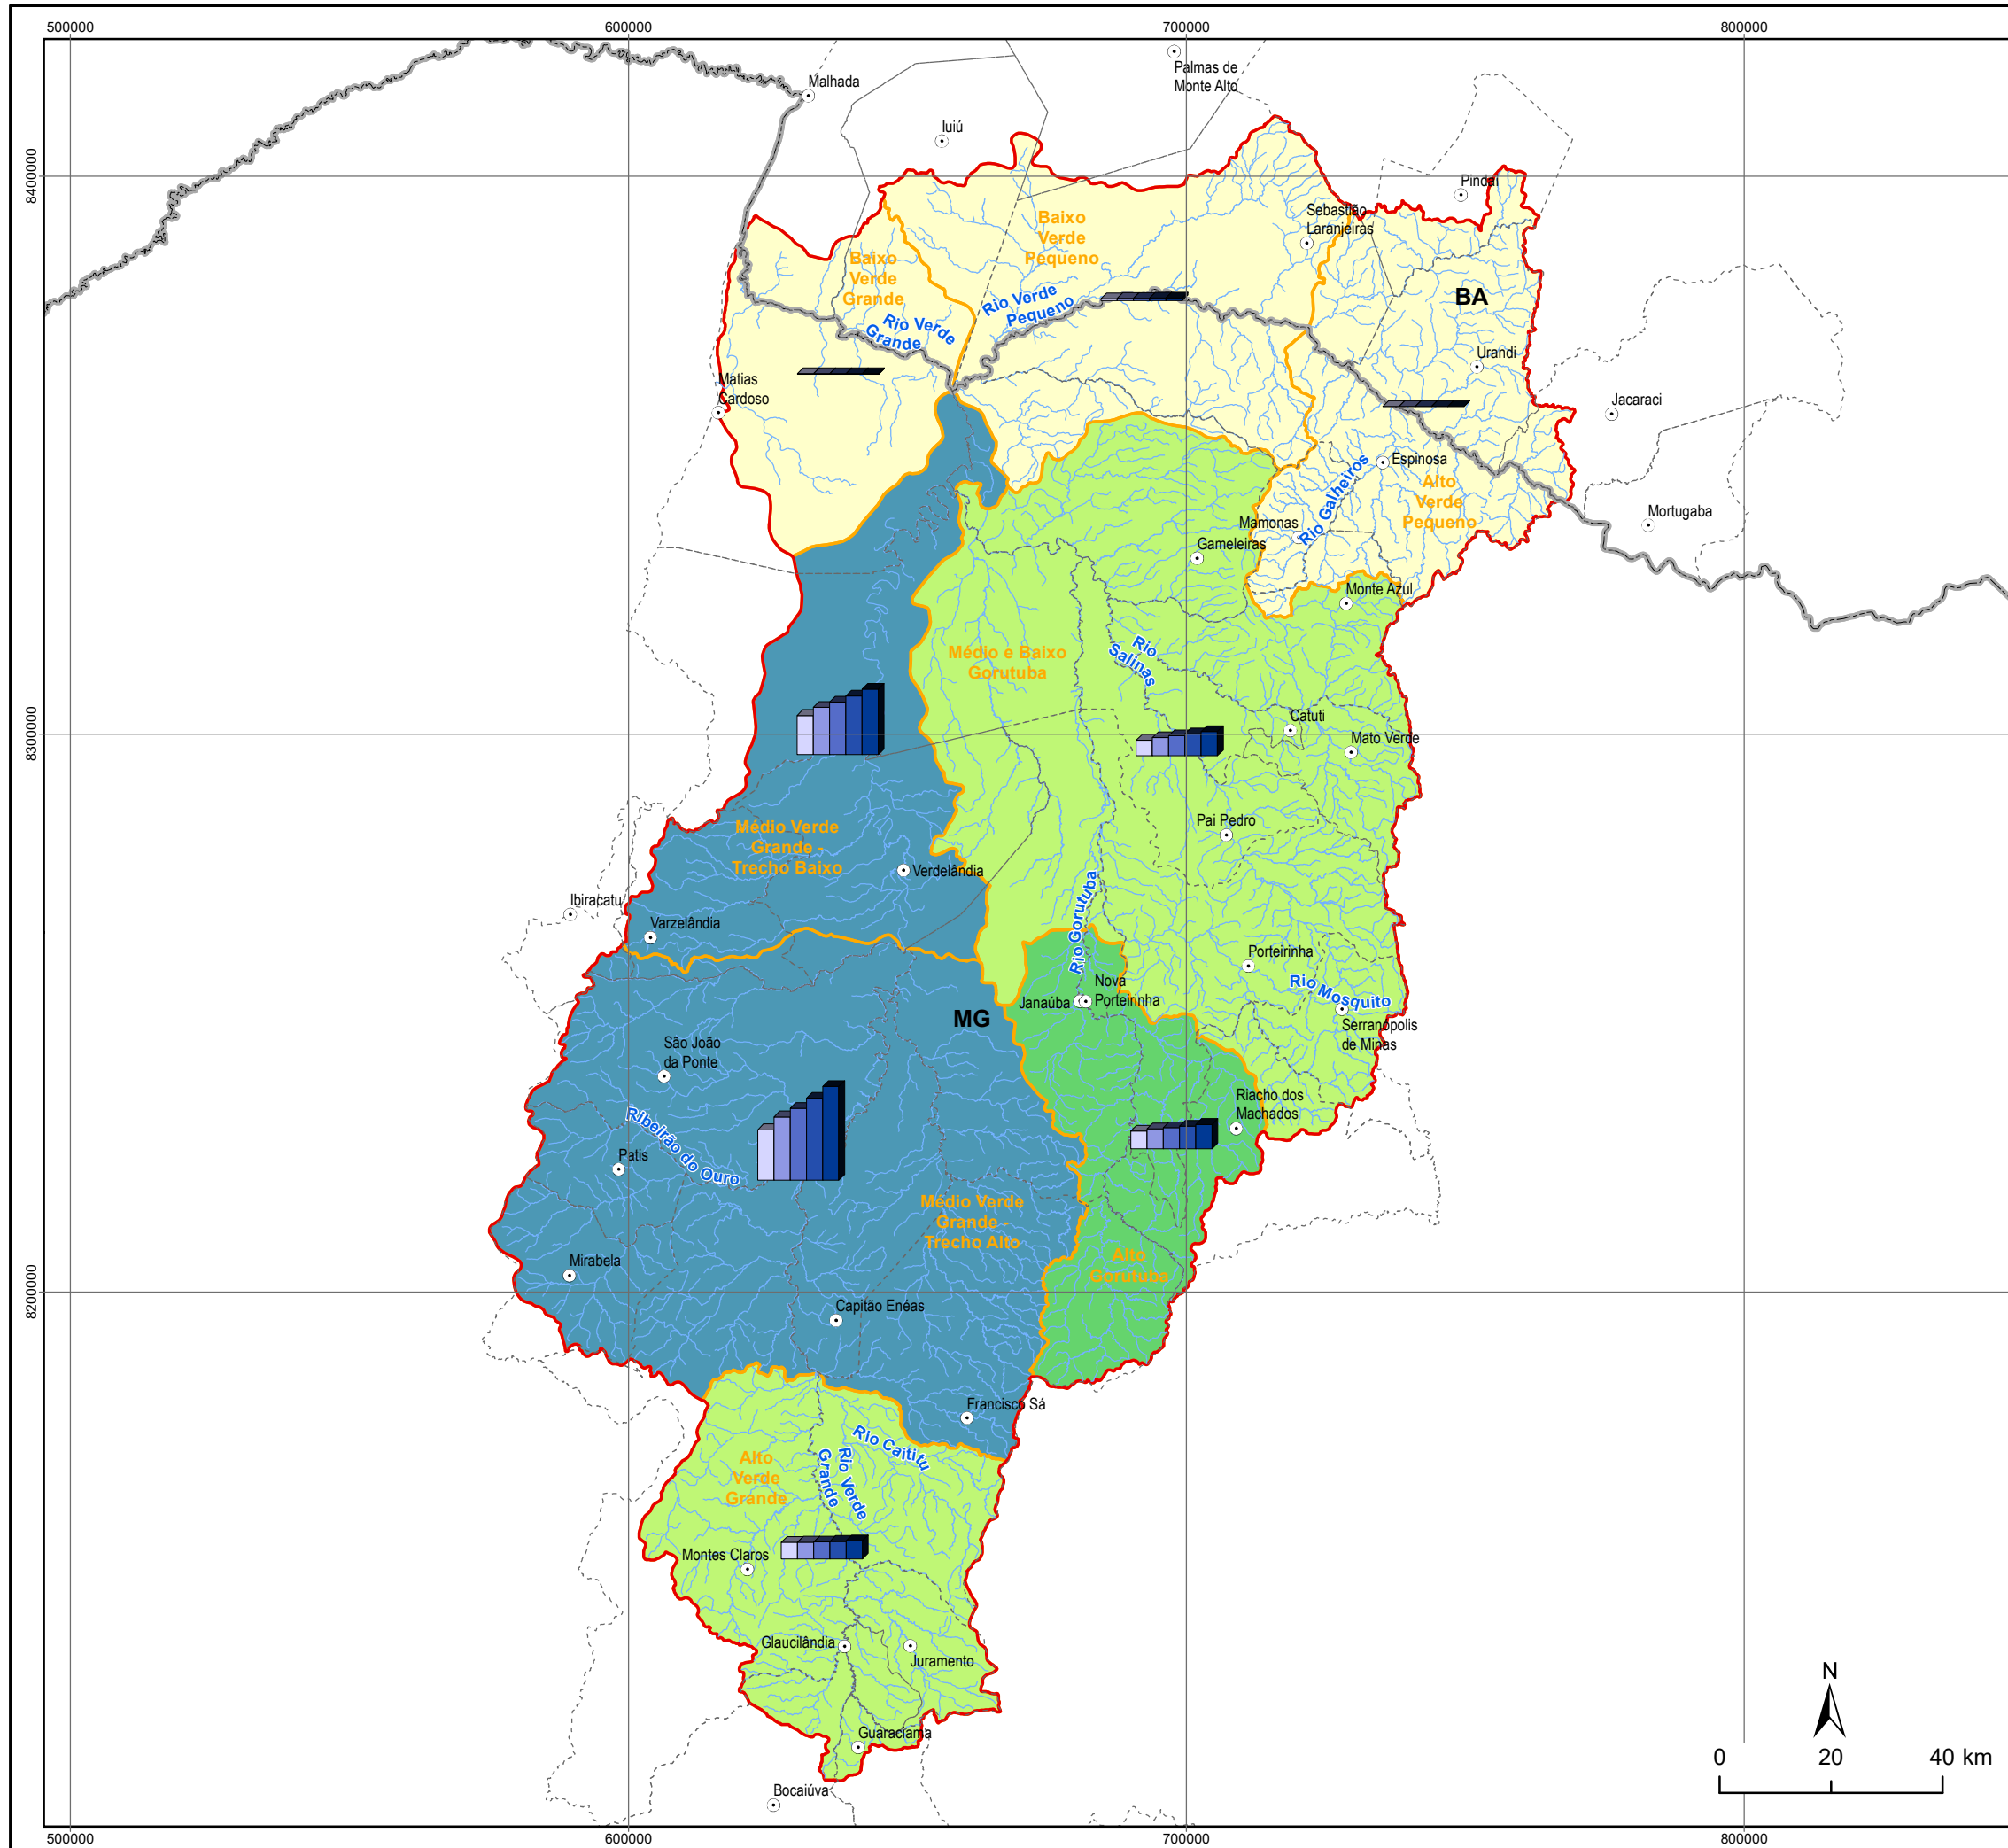 500000
600000
700000
800000
Malhada
Palmas de
Monte Alto
Iuiú
8400000
Pindaí
Sebastião
Laranjeiras
Baixo
Verde
Pequeno
Baixo
Verde
Grande
BA
Rio Verde
Pequeno
Rio Verde
Grande
Urandi
Matias
Cardoso
Jacaraci
Espinosa
Rio Galheiros
Alto
Verde
Pequeno
Mortugaba
Mamonas
Gameleiras
Monte Azul
Médio e Baixo
Gorutuba
Rio
Salinas
Catuti
8300000
Mato Verde
Pai Pedro
Médio Verde
Grande -
Trecho Baixo
Verdelândia
Ibiracatu
Varzelândia
Rio Gorutuba
Porteirinha
Rio Mosquito
Nova
Porteirinha
Janaúba
MG
Serranópolis
de Minas
São João
da Ponte
Riacho dos
Machados
Ribeirão do Ouro
Patis
Médio Verde
Grande -
Trecho Alto
Alto
Gorutuba
Mirabela
8200000
Capitão Enéas
Francisco Sá
Rio Caititu
Alto
Verde
Grande
Rio Verde
Grande
Montes Claros
Glaucilândia
Juramento
N
Guaraciama
0 20 40 km
Bocaiúva
500000
600000
700000
800000